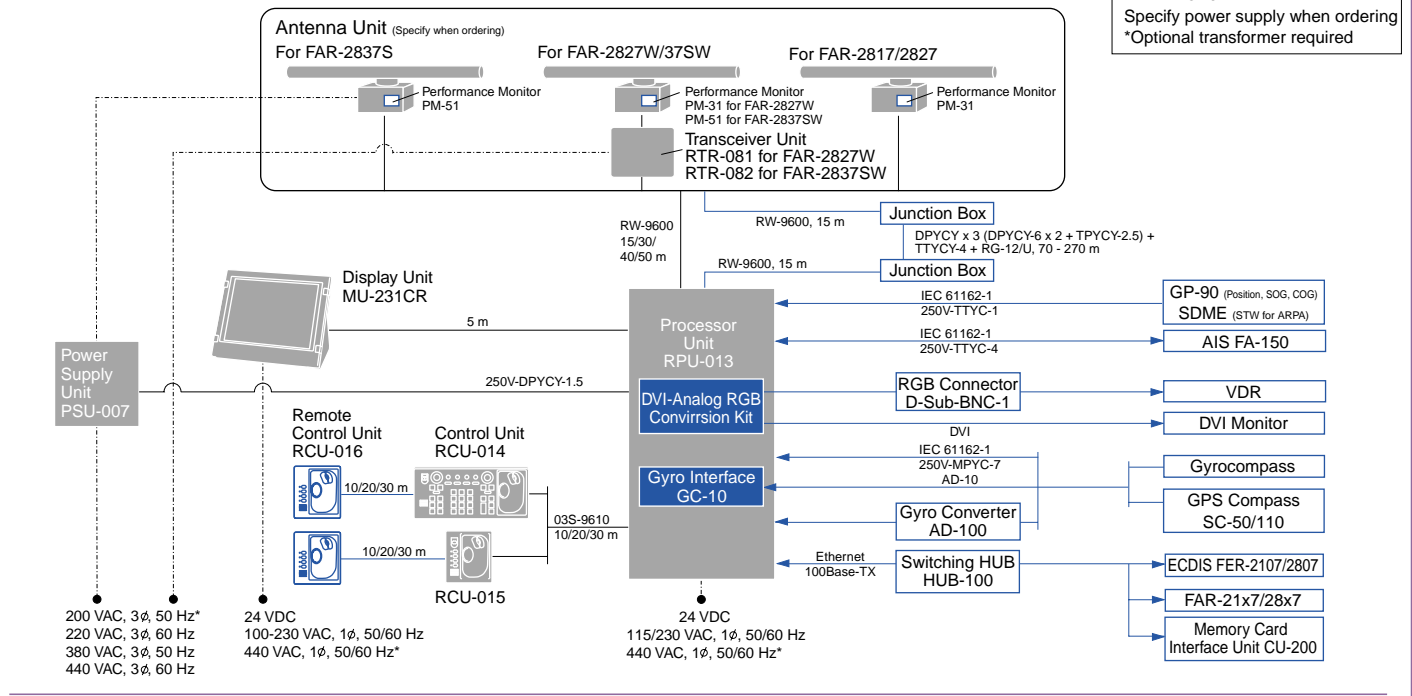 Specify power supply when ordering
*Optional transformer required
Antenna Unit (Specify when ordering)
For FAR-2837S
For FAR-2827W/37SW
For FAR-2817/2827
Performance Monitor
PM-51
Performance Monitor
PM-31 for FAR-2827W
PM-51 for FAR-2837SW
Performance Monitor
PM-31
Transceiver Unit
RTR-081 for FAR-2827W
RTR-082 for FAR-2837SW
RW-9600
15/30/
40/50 m
RW-9600, 15 m
Junction Box
DPYCY x 3 (DPYCY-6 x 2 + TPYCY-2.5) +
TTYCY-4 + RG-12/U, 70 - 270 m
RW-9600, 15 m
Junction Box
Display Unit
MU-231CR
5 m
Processor
Unit
RPU-013
IEC 61162-1
250V-TTYC-1
GP-90 (Position, SOG, COG)
SDME (STW for ARPA)
IEC 61162-1
250V-TTYC-4
AIS FA-150
Power
Supply
Unit
PSU-007
250V-DPYCY-1.5
DVI-Analog RGB
Convirrsion Kit
RGB Connector
D-Sub-BNC-1
VDR
DVI
DVI Monitor
Remote
Control Unit
RCU-016
Control Unit
RCU-014
10/20/30 m
IEC 61162-1
250V-MPYC-7
AD-10
Gyro Interface
GC-10
Gyrocompass
GPS Compass
SC-50/110
Gyro Converter
AD-100
03S-9610
10/20/30 m
10/20/30 m
RCU-015
Ethernet
100Base-TX
Switching HUB
HUB-100
ECDIS FER-2107/2807
FAR-21x7/28x7
Memory Card
Interface Unit CU-200
200 VAC, 3ø, 50 Hz*
220 VAC, 3ø, 60 Hz
380 VAC, 3ø, 50 Hz
440 VAC, 3ø, 60 Hz
24 VDC
100-230 VAC, 1ø, 50/60 Hz
440 VAC, 1ø, 50/60 Hz*
24 VDC
115/230 VAC, 1ø, 50/60 Hz
440 VAC, 1ø, 50/60 Hz*